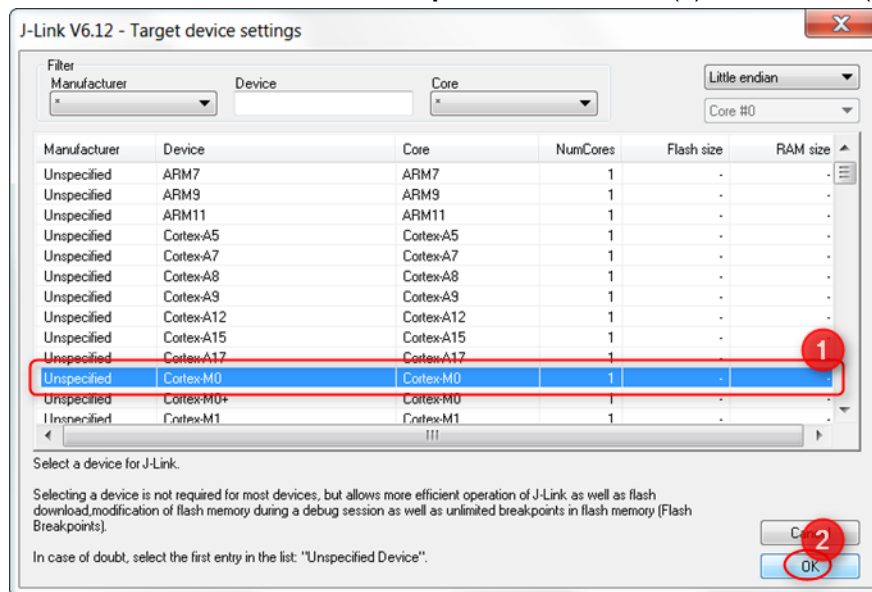 J-Link V6.12 - Target device settings
Filter
Manufacturer Device Core
* *
Little endian
Core #0
Manufacturer Device Core NumCores Flash size RAM size
Unspecified ARM7 ARM7 1 - -
Unspecified ARM9 ARM9 1 - -
Unspecified ARM11 ARM11 1 - -
Unspecified Cortex-A5 Cortex-A5 1 - -
Unspecified Cortex-A7 Cortex-A7 1 - -
Unspecified Cortex-A8 Cortex-A8 1 - -
Unspecified Cortex-A9 Cortex-A9 1 - -
Unspecified Cortex-A12 Cortex-A12 1 - -
Unspecified Cortex-A15 Cortex-A15 1 - -
Unspecified Cortex-A17 Cortex-A17 1 -
1
Unspecified Cortex-M0 Cortex-M0 1 - -
Unspecified Cortex-M0+ Cortex-M0 1 - -
Unspecified Cortex-M1 Cortex-M1 1 - -
Select a device for J-Link.
Selecting a device is not required for most devices, but allows more efficient operation of J-Link as well as flash
download,modification of flash memory during a debug session as well as unlimited breakpoints in flash memory (Flash
Breakpoints).
In case of doubt, select the first entry in the list: "Unspecified Device".
2
OK